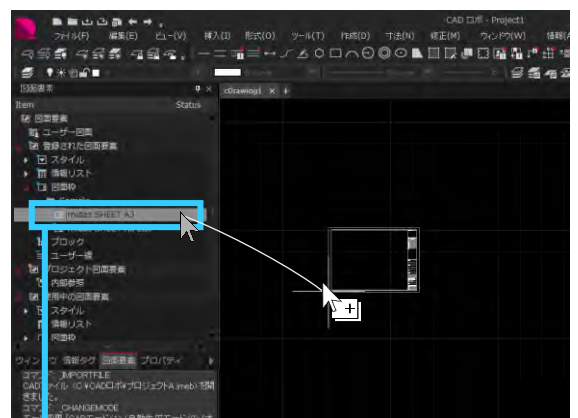 CAD ロボ - Project1
ファイル(F) 編集(E) ビュー(V) 挿入(I) 形式(O) ツール(T) 作成(D) 寸法(N) 修正(M) ウィンドウ(W) 情報(A
図面要素
cDrawing1 × +
Item Status
図面要素
ユーザー図面
登録された図面要素
スタイル
情報リスト
図面枠
Sample
midas SHEET A3
ブロック
ユーザー線
プロジェクト図面要素
内部参照
使用中の図面要素
スタイル
情報リスト
図面枠
情報タグ 図面要素 プロパティ
コマンド: _IMPORTFILE
きました。
コマンド: _CHANGEMODE